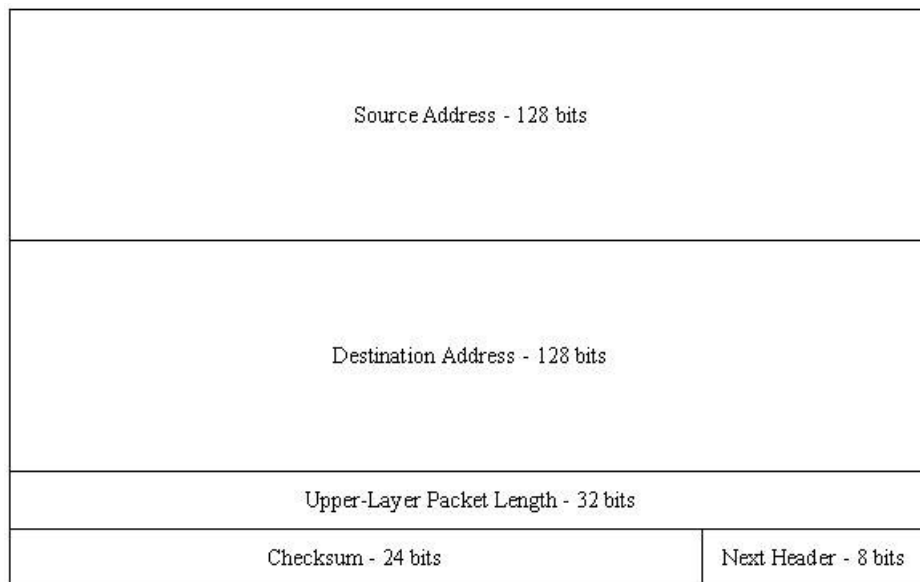 Source Address - 128 bits
Destination Address - 128 bits
Upper-Layer Packet Length - 32 bits
Checksum - 24 bits
Next Header - 8 bits